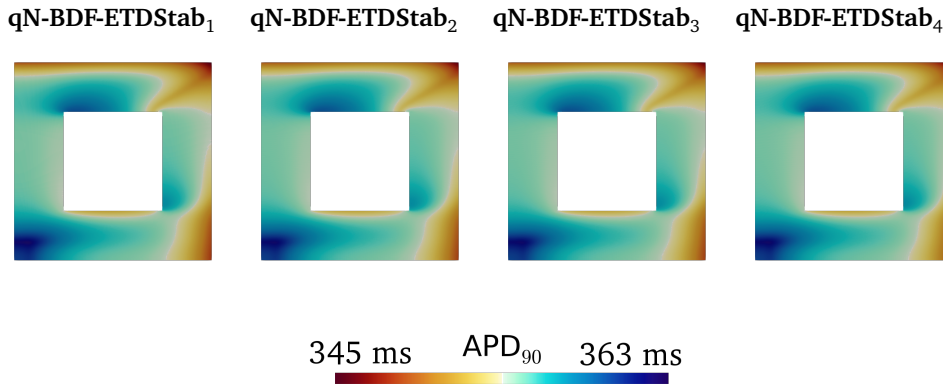 qN-BDF-ETDStab₁ qN-BDF-ETDStab₂ qN-BDF-ETDStab₃ qN-BDF-ETDStab₄
345 ms APD₉₀ 363 ms